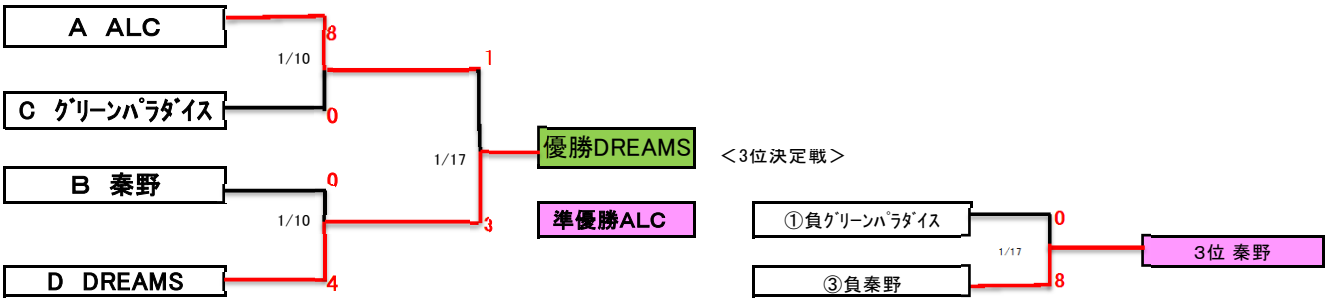 A ALC
8
1/10
1
C グリーンパラダイス
0
優勝DREAMS
1/17
<3位決定戦>
B 秦野
0
1/10
3
準優勝ALC
①負グリーンパラダイス
0
1/17
3位 秦野
D DREAMS
4
③負秦野
8